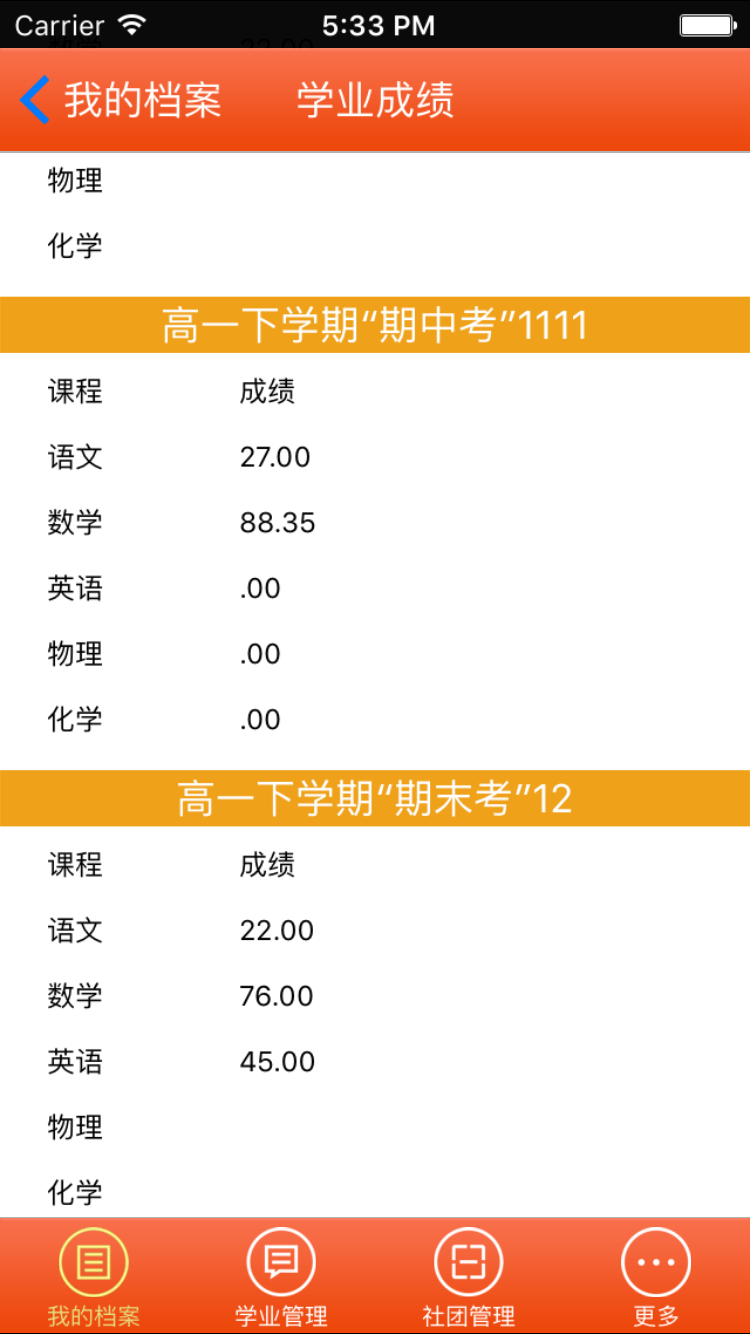 Carrier 5:33 PM
我的档案 学业成绩
物理
化学
高一下学期“期中考”1111
课程 成绩
语文 27.00
数学 88.35
英语 .00
物理 .00
化学 .00
高一下学期“期末考”12
课程 成绩
语文 22.00
数学 76.00
英语 45.00
物理
化学
我的档案 学业管理 社团管理 更多